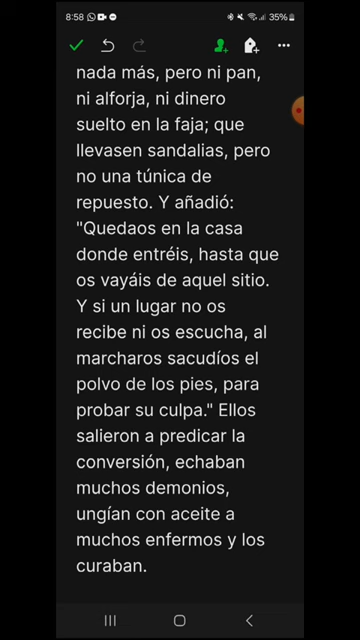 8:58
35%
nada más, pero ni pan,
ni alforja, ni dinero
suelto en la faja; que
llevasen sandalias, pero
no una túnica de
repuesto. Y añadió:
"Quedaos en la casa
donde entréis, hasta que
os vayáis de aquel sitio.
Y si un lugar no os
recibe ni os escucha, al
marcharos sacudíos el
polvo de los pies, para
probar su culpa." Ellos
salieron a predicar la
conversión, echaban
muchos demonios,
ungían con aceite a
muchos enfermos y los
curaban.